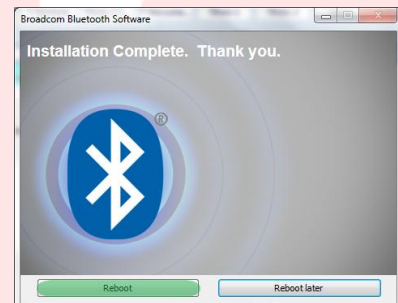 Broadcom Bluetooth Software
Installation Complete. Thank you.
®
Reboot
Reboot later